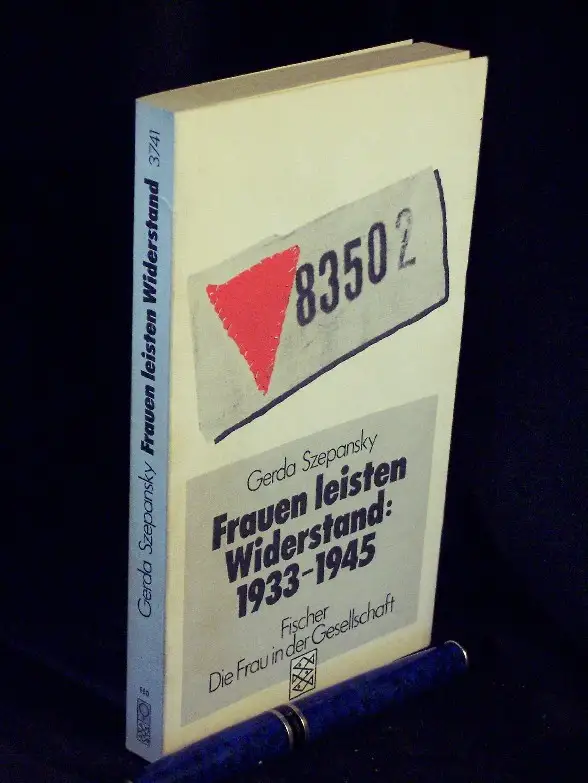 Gerda Szepansky Frauen leisten Widerstand 3741
83502
Gerda Szepansky
Frauen leisten
Widerstand:
1933–1945
Fischer
Die Frau in der Gesellschaft